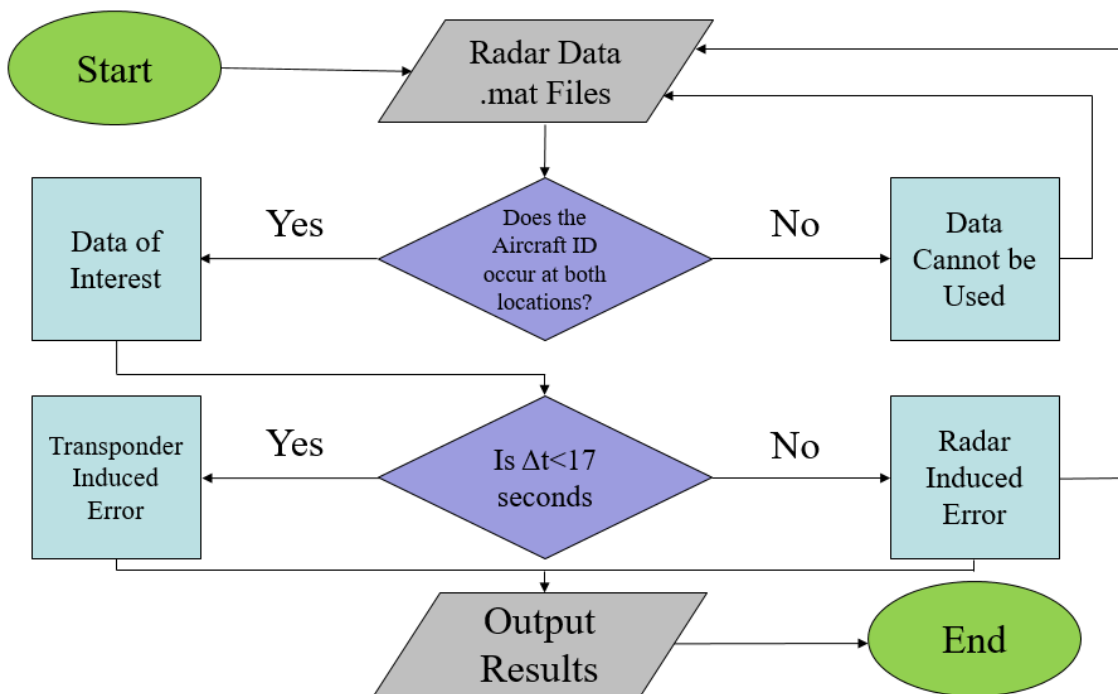 Start
Radar Data
.mat Files
Yes
Does the
Aircraft ID
occur at both
locations?
No
Data of
Interest
Data
Cannot be
Used
Yes
Is Δt<17
seconds
No
Transponder
Induced
Error
Radar
Induced
Error
Output
Results
End